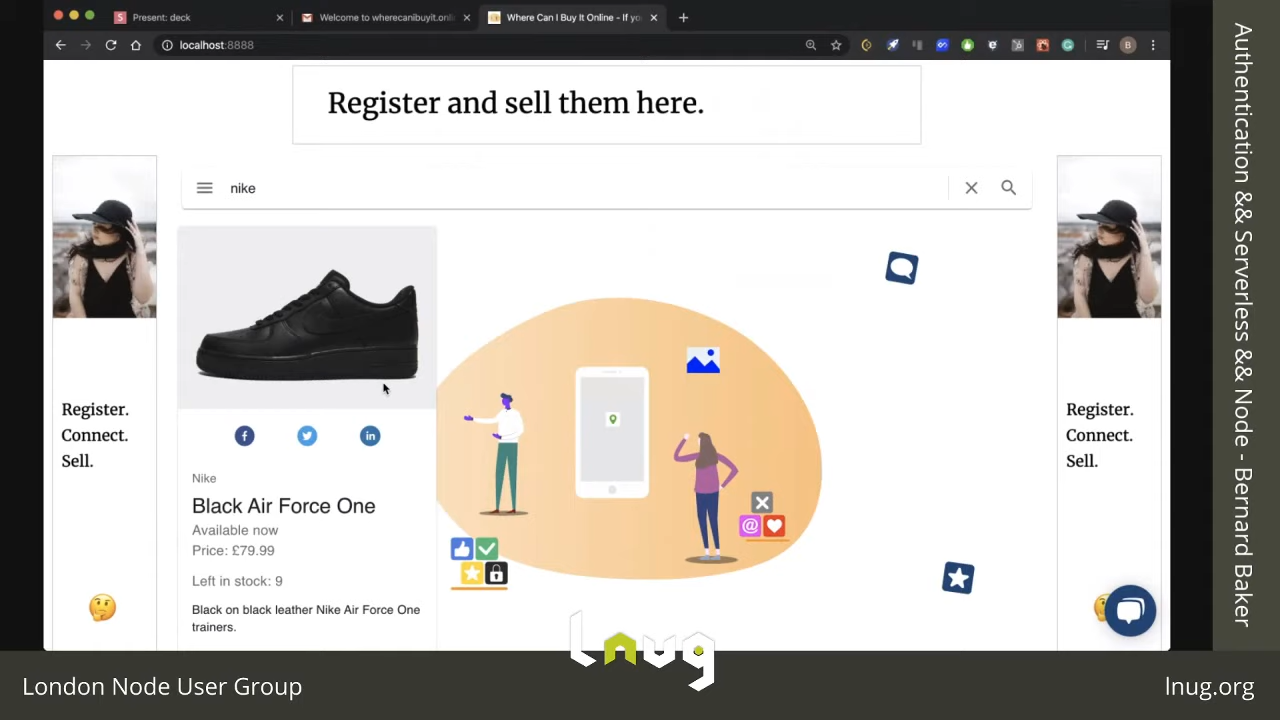 Present: deck
Welcome to wherecanibuyit.onli
Where Can I Buy It Online - If yo
localhost:8888
B
Register and sell them here.
nike
Register.
Connect.
Sell.
Nike
Black Air Force One
Available now
Price: £79.99
Left in stock: 9
Black on black leather Nike Air Force One
trainers.
Register.
Connect.
Sell.
Authentication && Serverless && Node - Bernard Baker
London Node User Group
lnug
lnug.org